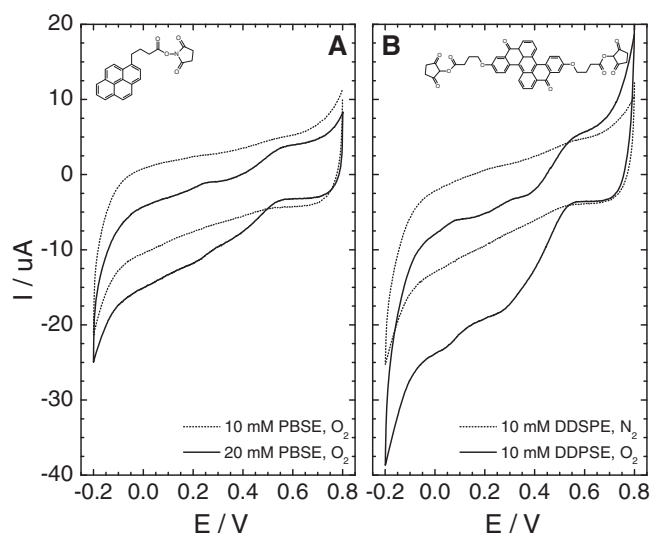 A
B
20
10
0
-10
-20
-30
-40
I / uA
10 mM PBSE, O2
20 mM PBSE, O2
10 mM DDSPE, N2
10 mM DDPSE, O2
-0.2 0.0 0.2 0.4 0.6 0.8
-0.2 0.0 0.2 0.4 0.6 0.8
E / V
E / V